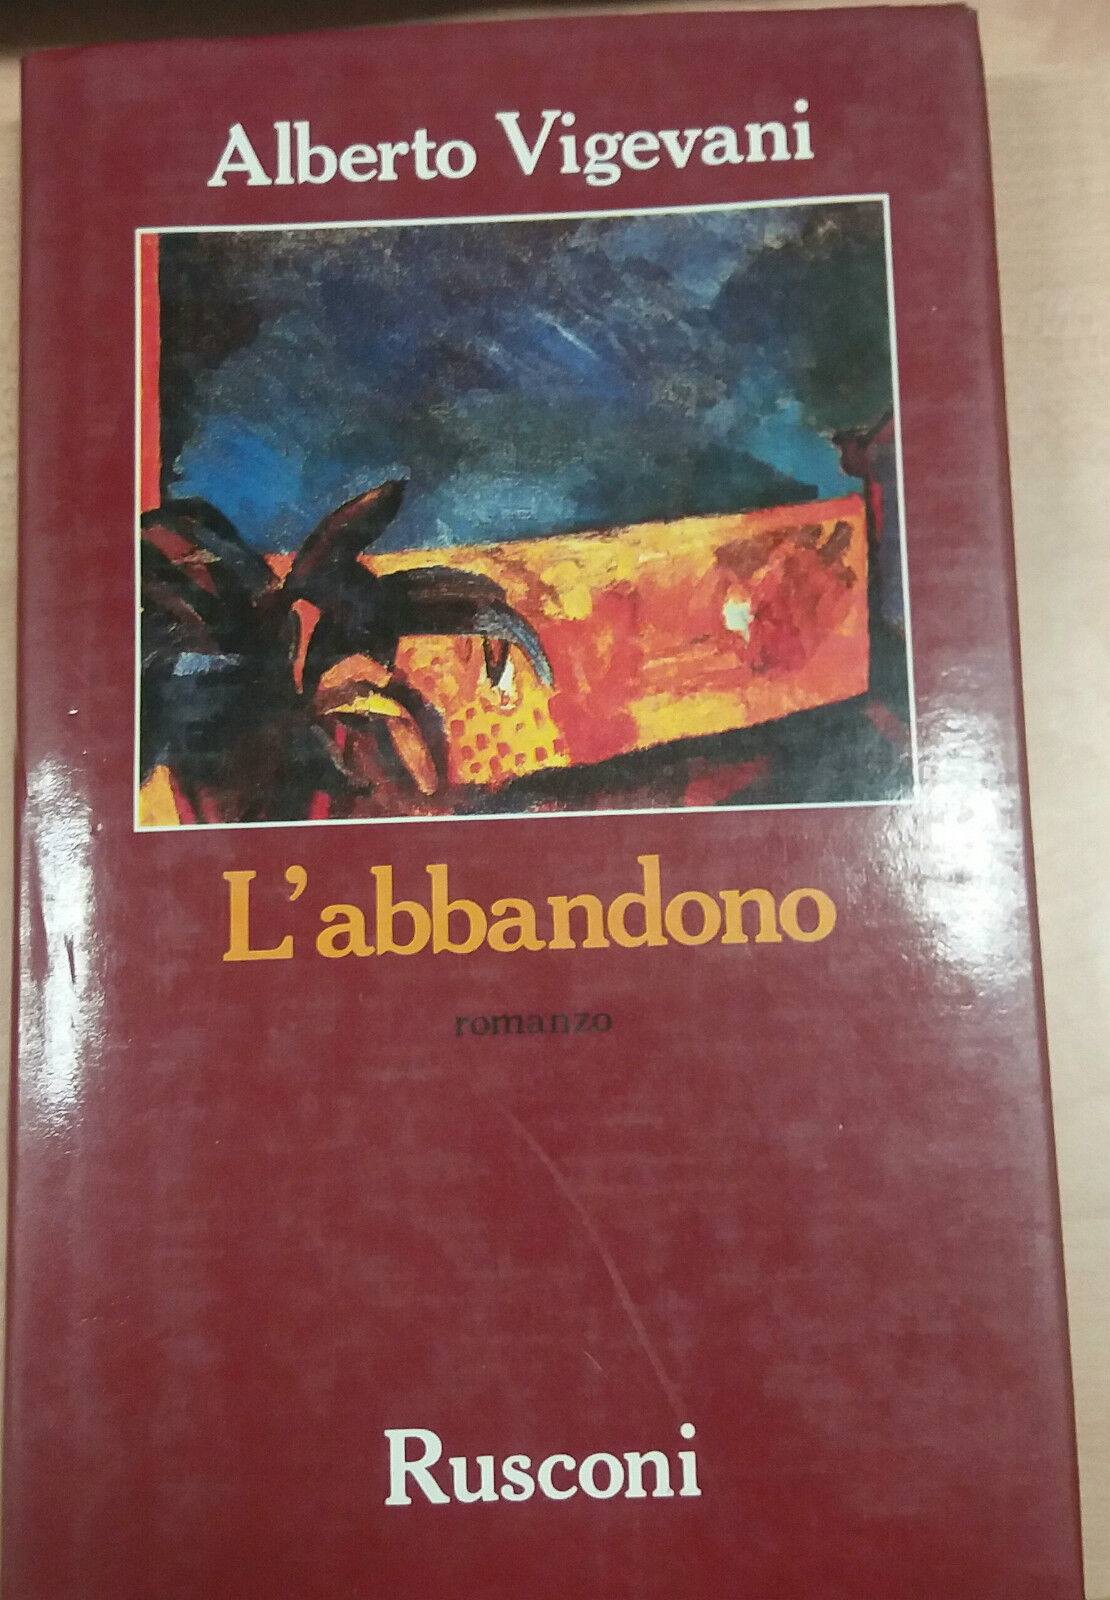 Alberto Vigevani
L'abbandono
romanzo
Rusconi